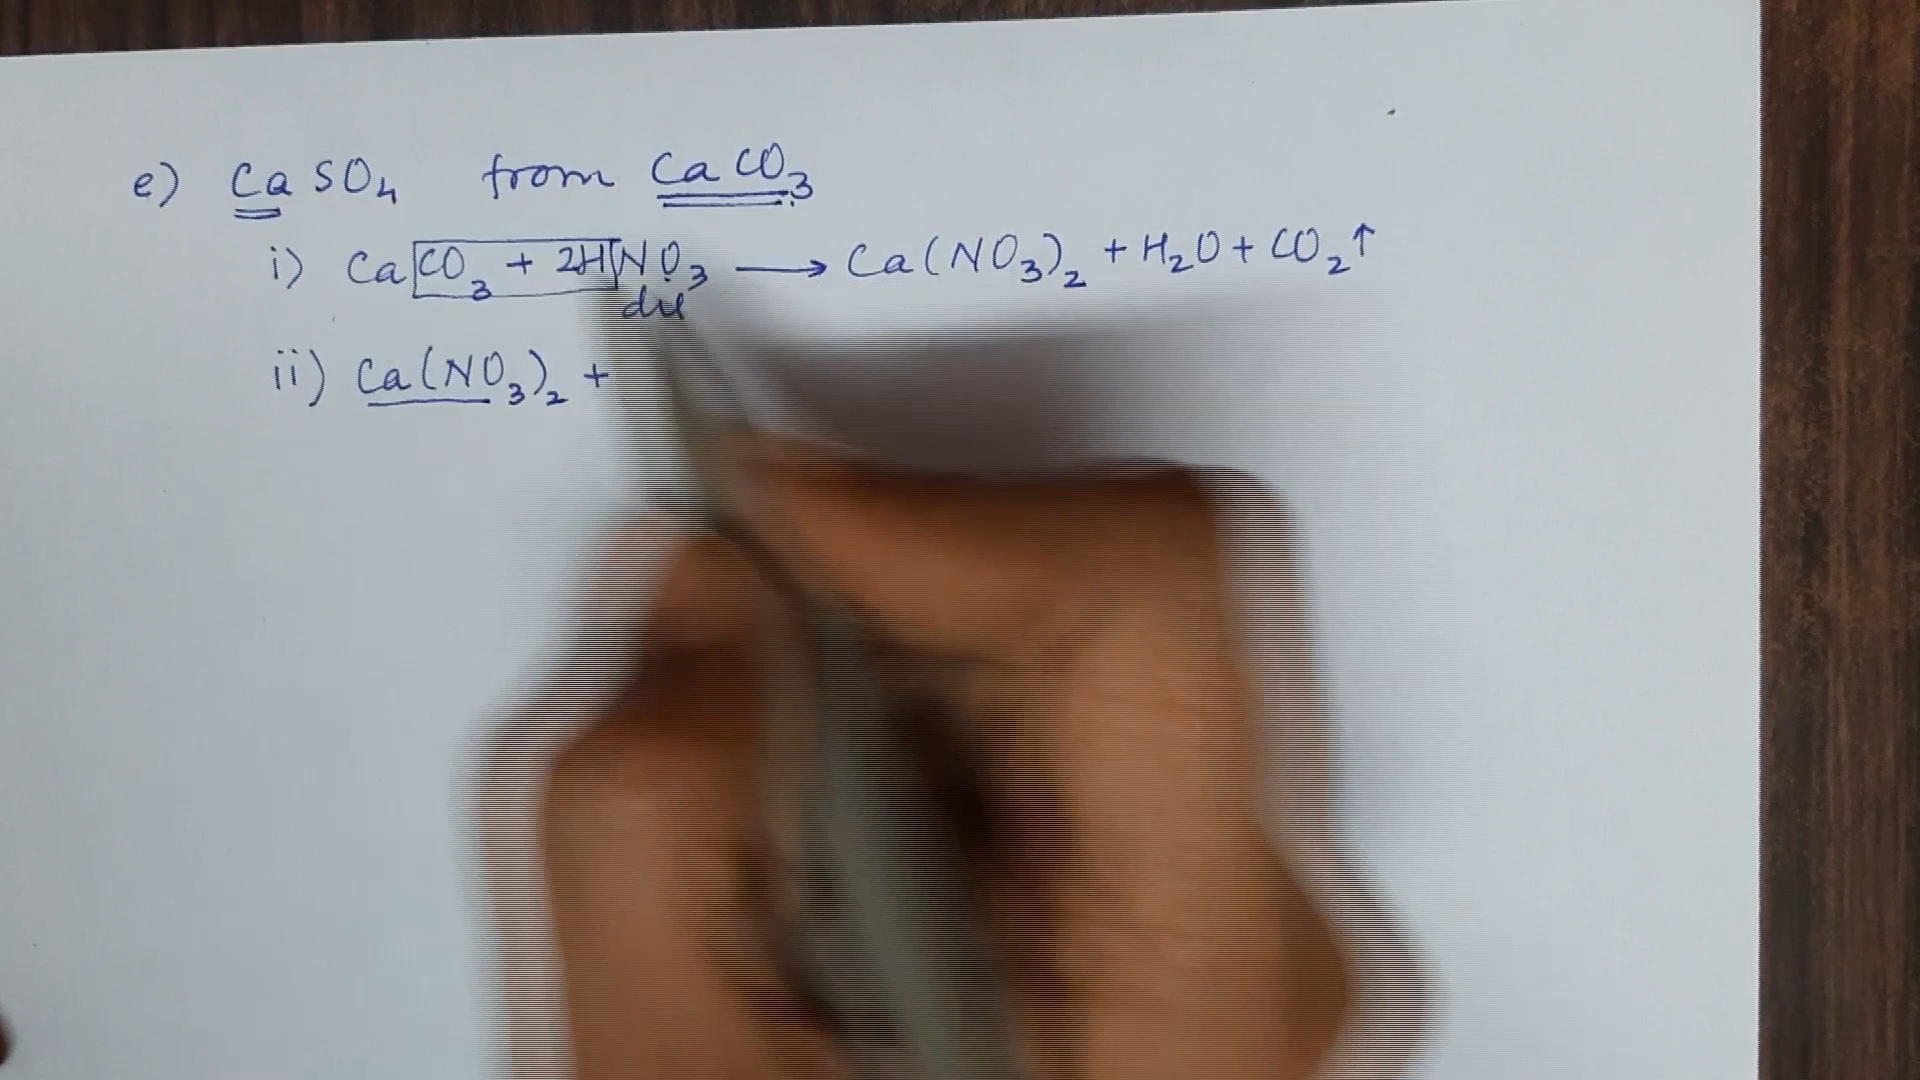 e) CaSO₄ from CaCO₃
i) CaCO₃ + 2HNO₃ → Ca(NO₃)₂ + H₂O + CO₂↑
dil
ii) Ca(NO₃)₂ +